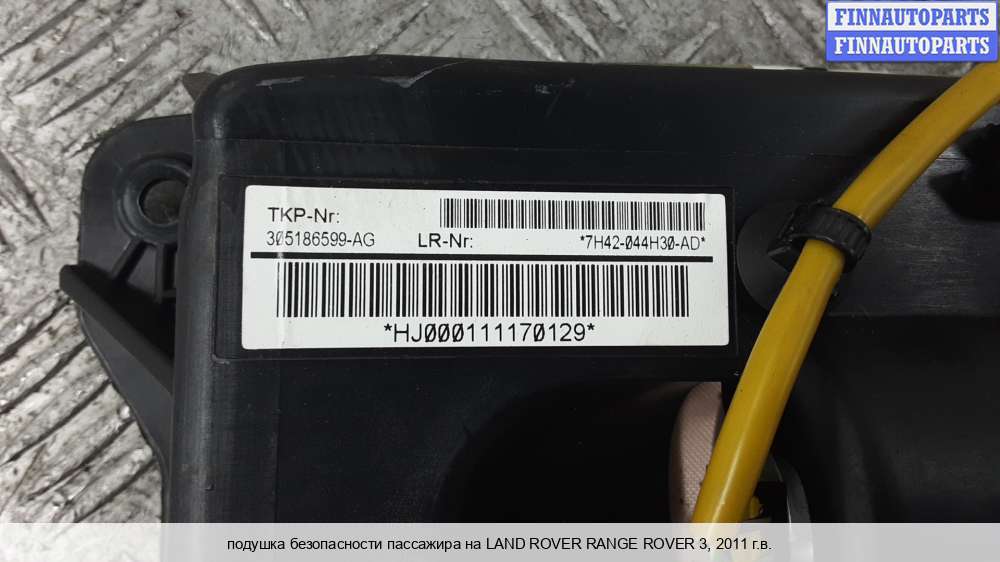 FINNAUTOPARTS
FINNAUTOPARTS
TKP-Nr:
305186599-AG LR-Nr: *7H42-044H30-AD*
*HJ000111170129*
подушка безопасности пассажира на LAND ROVER RANGE ROVER 3, 2011 г.в.